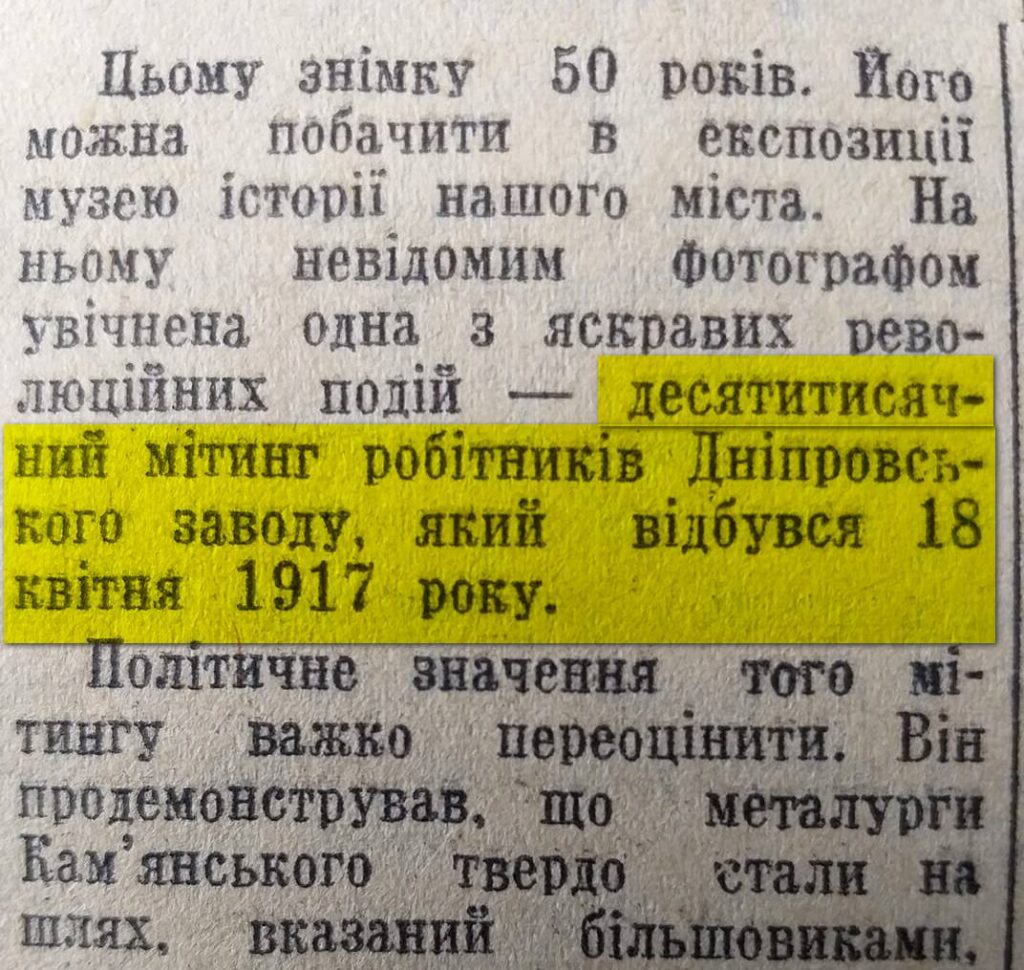 Цьому знімку 50 років. Його
можна побачити в експозиції
музею історії нашого міста. На
ньому невідомим фотографом
увічнена одна з яскравих рево-
люційних подій — десятитисяч-
ний мітинг робітників Дніпровсь-
кого заводу, який відбувся 18
квітня 1917 року.
Політичне значення того мі-
тингу важко переоцінити. Він
продемонстрував, що металурги
Кам'янського твердо стали на
шлях, вказаний більшовиками,